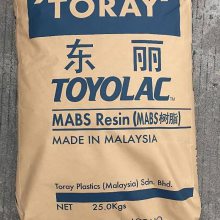 'TORAY'
东丽
TOYOLAC™
MABS Resin (MABS树脂)
MADE IN MALAYSIA
Toray Plastics (Malaysia) Sdn. Bhd.
NET 25.0Kgs